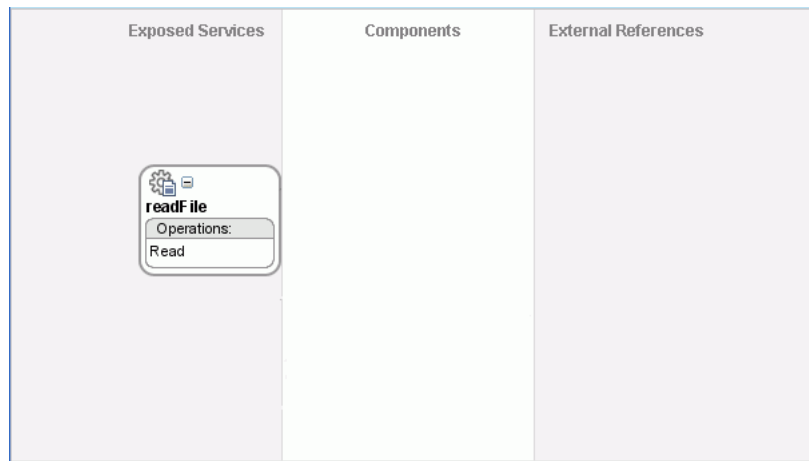 Exposed Services
Components
External References
readFile
Operations:
Read